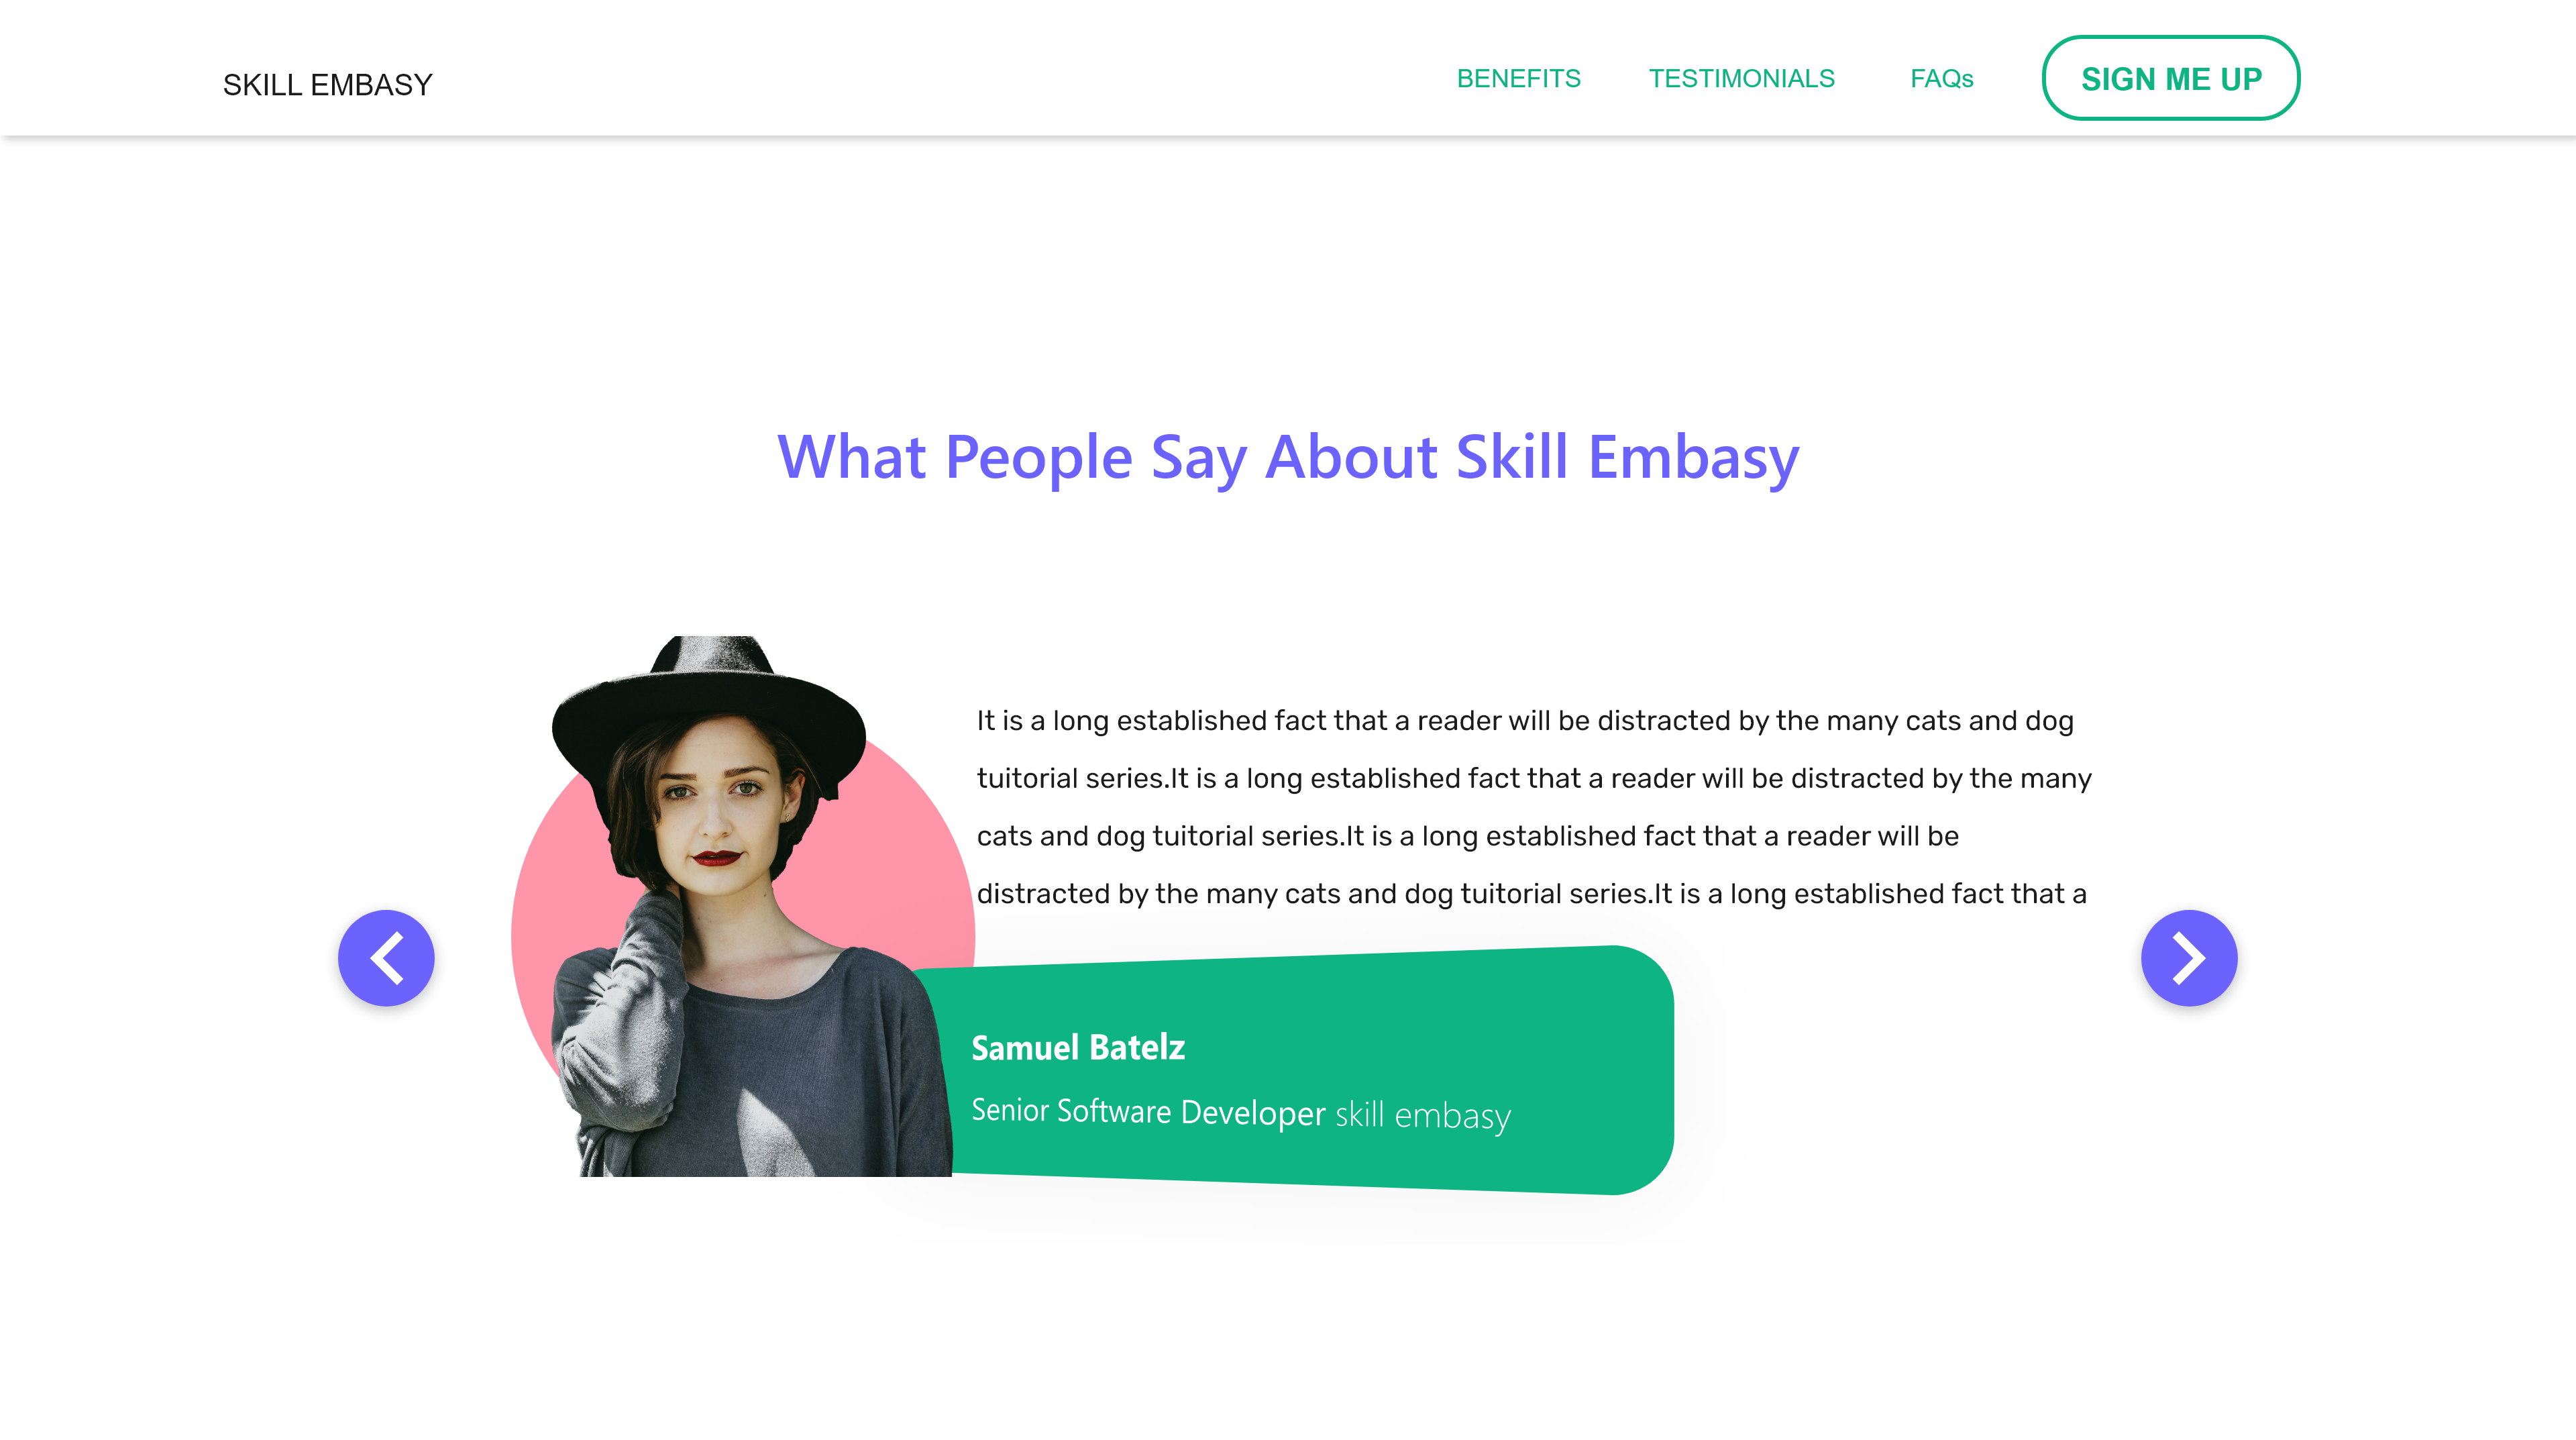 SKILL EMBASY
BENEFITS
TESTIMONIALS
FAQs
SIGN ME UP
What People Say About Skill Embasy
It is a long established fact that a reader will be distracted by the many cats and dog
tuitorial series.It is a long established fact that a reader will be distracted by the many
cats and dog tuitorial series.It is a long established fact that a reader will be
distracted by the many cats and dog tuitorial series.It is a long established fact that a
Samuel Batelz
Senior Software Developer skill embasy